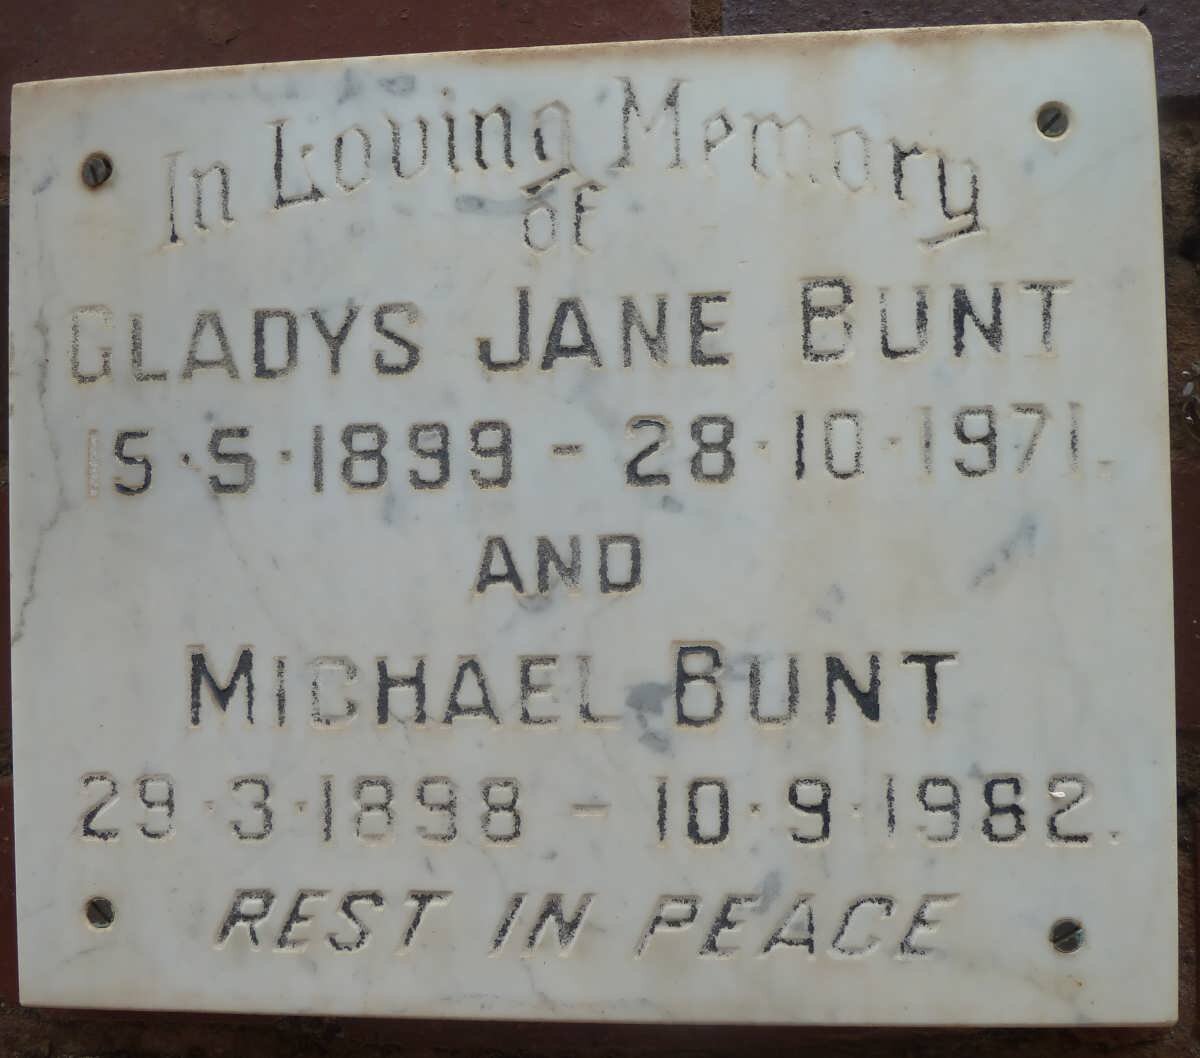 In Loving Memory
of
GLADYS JANE BUNT
15·5·1899 - 28·10·1971.
AND
MICHAEL BUNT
29·3·1898 - 10·9·1982.
REST IN PEACE